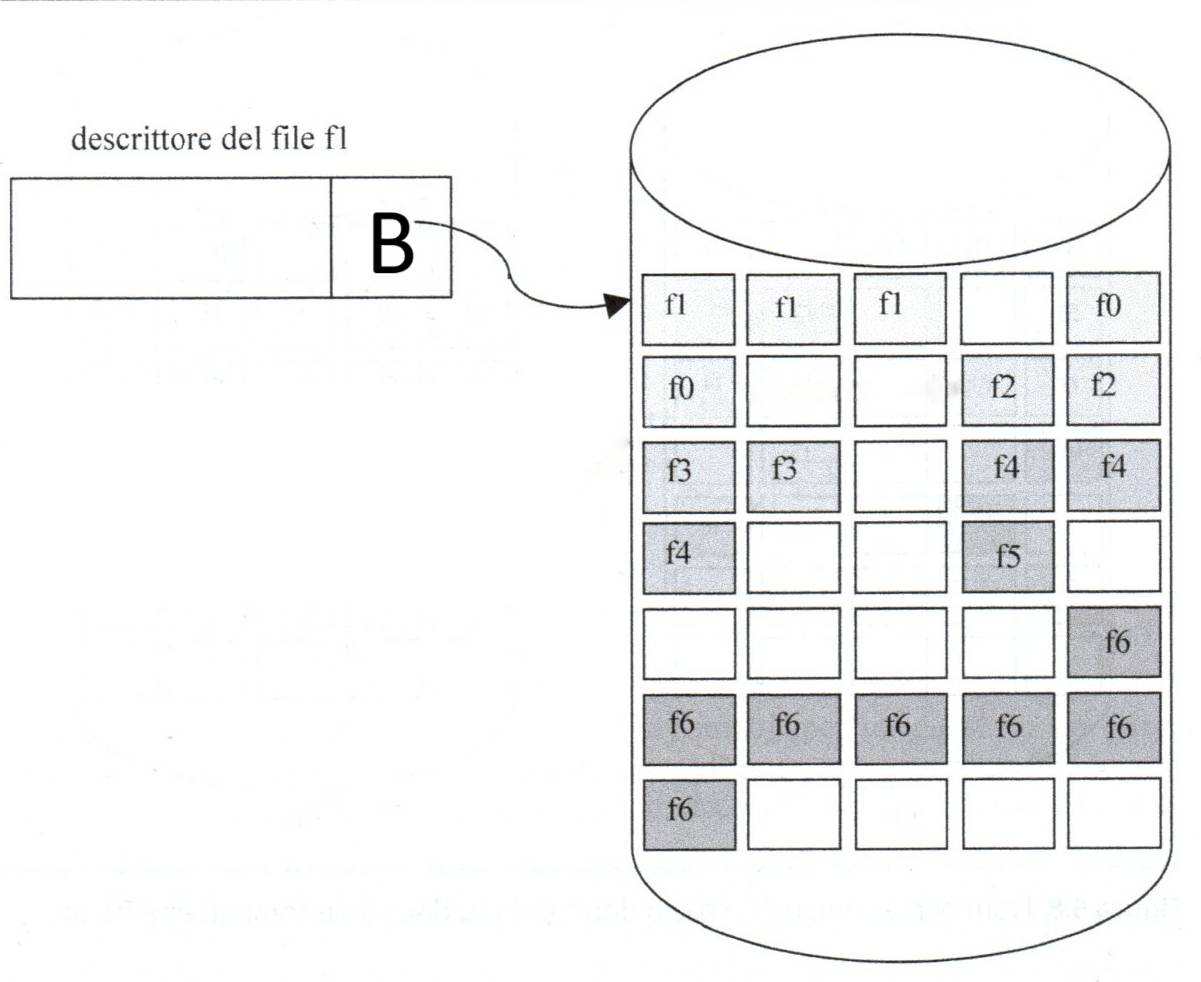 descrittore del file f1
B
f1 f1 f1 f0
f0 f2 f2
f3 f3 f4 f4
f4 f5
f6
f6 f6 f6 f6 f6
f6